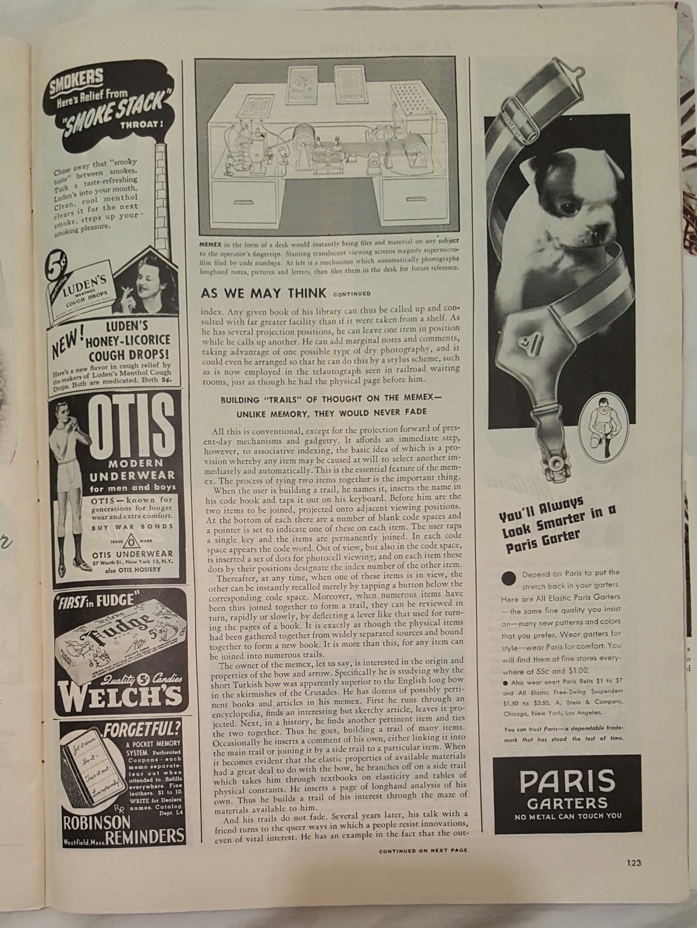 SMOKERS
Here's Relief From
"SMOKE STACK"
THROAT!
Chase away that "smoky
taste" between smokes.
Tuck a taste-refreshing
Luden's into your mouth.
Clean, cool menthol
clears it for the next
smoke, steps up your
smoking pleasure.
5¢
LUDEN'S
MENTHOL
COUGH DROPS
NEW!
LUDEN'S
HONEY-LICORICE
COUGH DROPS!
Here's a new flavor in cough relief by
the makers of Luden's Menthol Cough
Drops. Both are medicated. Both 5¢.
OTIS
MODERN
UNDERWEAR
for men and boys
OTIS—known for
generations for longer
wear and extra comfort.
BUY WAR BONDS
TRADE O MARK
OTIS UNDERWEAR
57 Worth St., New York 13, N.Y.
also OTIS HOSIERY
"FIRST in FUDGE"
Fudge
5¢
Quality 5¢ Candies
WELCH'S
FORGETFUL?
A POCKET MEMORY
SYSTEM. Perforated
Coupons - each
memo separate-
tear out when
attended to. Refills
everywhere. Fine
leathers. $1 to 10
WRITE for Dealers
names. Catalog.
Dept. L4
ROBINSON
REMINDERS
Westfield, Mass.
MEMEX in the form of a desk would instantly bring files and material on any subject
to the operator's fingertips. Slanting translucent viewing screens magnify supermicro-
film filed by code numbers. At left is a mechanism which automatically photographs
longhand notes, pictures and letters, then files them in the desk for future reference.
AS WE MAY THINK CONTINUED
index. Any given book of his library can thus be called up and con-
sulted with far greater facility than if it were taken from a shelf. As
he has several projection positions, he can leave one item in position
while he calls up another. He can add marginal notes and comments,
taking advantage of one possible type of dry photography, and it
could even be arranged so that he can do this by a stylus scheme, such
as is now employed in the telautograph seen in railroad waiting
rooms, just as though he had the physical page before him.
BUILDING "TRAILS" OF THOUGHT ON THE MEMEX—
UNLIKE MEMORY, THEY WOULD NEVER FADE
All this is conventional, except for the projection forward of pres-
ent-day mechanisms and gadgetry. It affords an immediate step,
however, to associative indexing, the basic idea of which is a pro-
vision whereby any item may be caused at will to select another im-
mediately and automatically. This is the essential feature of the mem-
ex. The process of tying two items together is the important thing.
When the user is building a trail, he names it, inserts the name in
his code book and taps it out on his keyboard. Before him are the
two items to be joined, projected onto adjacent viewing positions.
At the bottom of each there are a number of blank code spaces and
a pointer is set to indicate one of these on each item. The user taps
a single key and the items are permanently joined. In each code
space appears the code word. Out of view, but also in the code space,
is inserted a set of dots for photocell viewing; and on each item these
dots by their positions designate the index number of the other item.
Thereafter, at any time, when one of these items is in view, the
other can be instantly recalled merely by tapping a button below the
corresponding code space. Moreover, when numerous items have
been thus joined together to form a trail, they can be reviewed in
turn, rapidly or slowly, by deflecting a lever like that used for turn-
ing the pages of a book. It is exactly as though the physical items
had been gathered together from widely separated sources and bound
together to form a new book. It is more than this, for any item can
be joined into numerous trails.
The owner of the memex, let us say, is interested in the origin and
properties of the bow and arrow. Specifically he is studying why the
short Turkish bow was apparently superior to the English long bow
in the skirmishes of the Crusades. He has dozens of possibly perti-
nent books and articles in his memex. First he runs through an
encyclopedia, finds an interesting but sketchy article, leaves it pro-
jected. Next, in a history, he finds another pertinent item and ties
the two together. Thus he goes, building a trail of many items.
Occasionally he inserts a comment of his own, either linking it into
the main trail or joining it by a side trail to a particular item. When
it becomes evident that the elastic properties of available materials
had a great deal to do with the bow, he branches off on a side trail
which takes him through textbooks on elasticity and tables of
physical constants. He inserts a page of longhand analysis of his
own. Thus he builds a trail of his interest through the maze of
materials available to him.
And his trails do not fade. Several years later, his talk with a
friend turns to the queer ways in which a people resist innovations,
even of vital interest. He has an example in the fact that the out-
CONTINUED ON NEXT PAGE
You'll Always
Look Smarter in a
Paris Garter
Depend on Paris to put the
stretch back in your garters.
Here are All Elastic Paris Garters
—the same fine quality you insist
on—many new patterns and colors
that you prefer. Wear garters for
style—wear Paris for comfort. You
will find them at fine stores every-
where at 55c and $1.00.
Also wear smart Paris Belts $1 to $7
and All Elastic Free-Swing Suspenders
$1.50 to $3.50. A. Stein & Company,
Chicago, New York, Los Angeles.
You can trust Paris—a dependable trade-
mark that has stood the test of time.
PARIS
GARTERS
NO METAL CAN TOUCH YOU
123